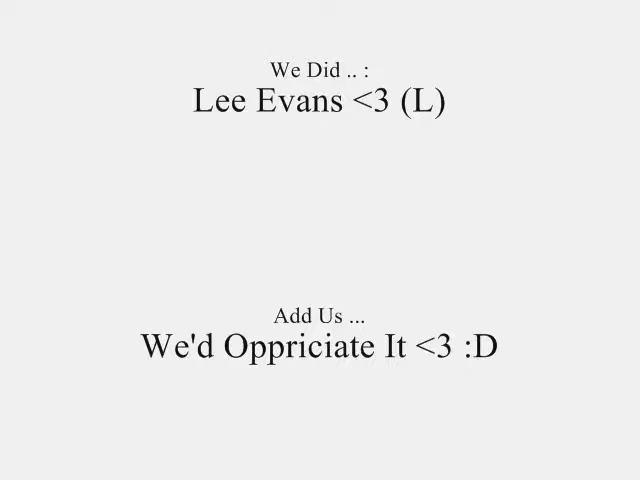 We Did .. :
Lee Evans <3 (L)
Add Us ...
We'd Oppriciate It <3 :D